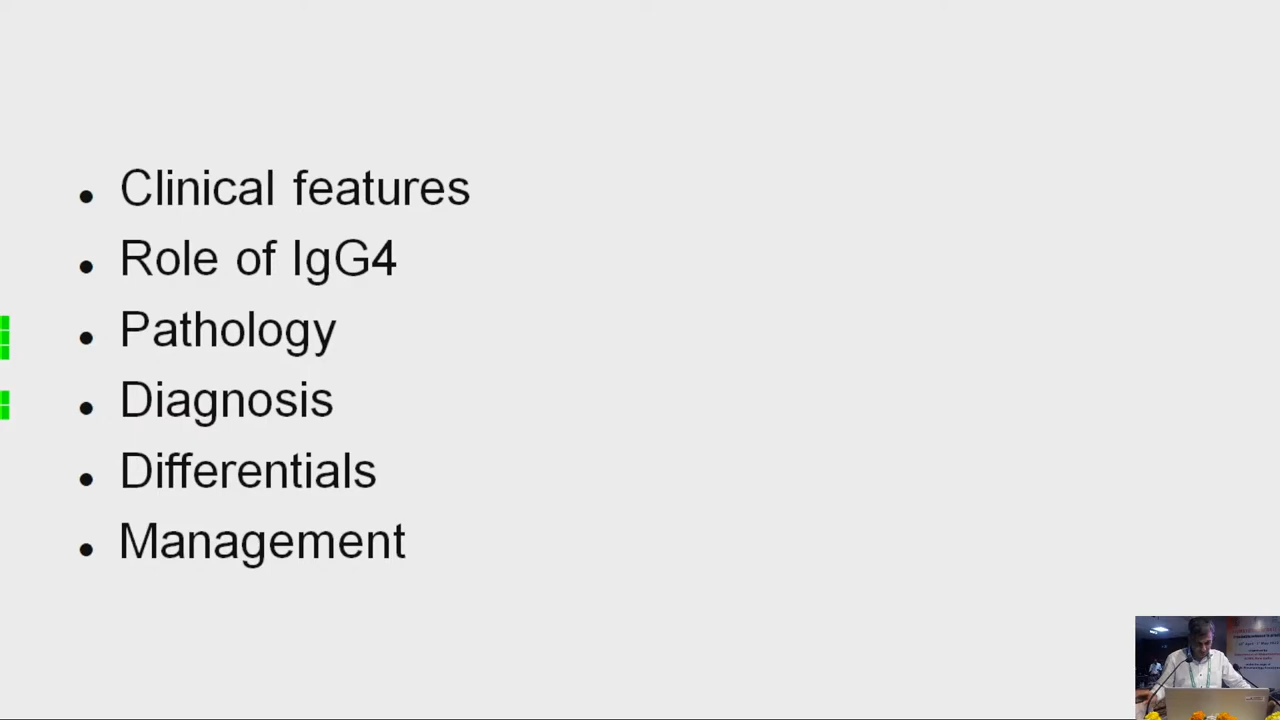 Clinical features
Role of IgG4
Pathology
Diagnosis
Differentials
Management